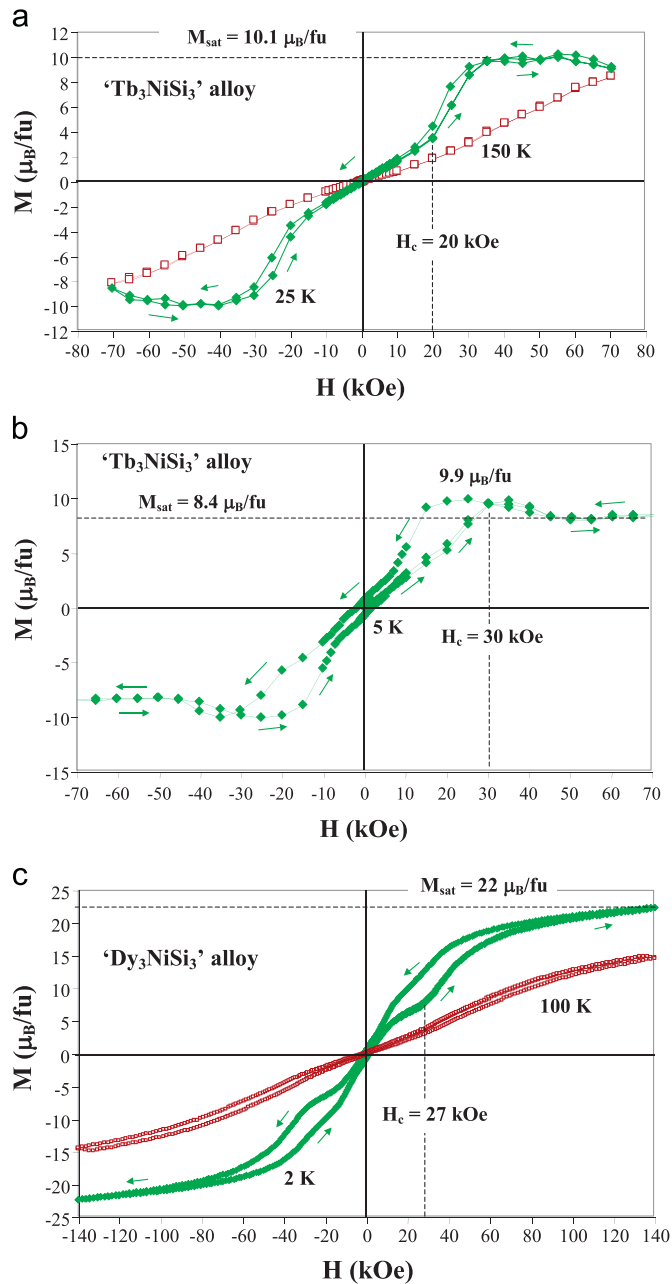 a
M_sat = 10.1 μ_B/fu
'Tb₃NiSi₃' alloy
12
10
8
6
4
2
0
-2
-4
-6
-8
-10
-12
M (μ_B/fu)
150 K
H_c = 20 kOe
25 K
-80 -70 -60 -50 -40 -30 -20 -10 0 10 20 30 40 50 60 70 80
H (kOe)
b
'Tb₃NiSi₃' alloy
9.9 μ_B/fu
M_sat = 8.4 μ_B/fu
15
10
5
0
-5
-10
-15
M (μ_B/fu)
5 K
H_c = 30 kOe
-70 -60 -50 -40 -30 -20 -10 0 10 20 30 40 50 60 70
H (kOe)
c
M_sat = 22 μ_B/fu
'Dy₃NiSi₃' alloy
25
20
15
10
5
0
-5
-10
-15
-20
-25
M (μ_B/fu)
100 K
H_c = 27 kOe
2 K
-140 -120 -100 -80 -60 -40 -20 0 20 40 60 80 100 120 140
H (kOe)